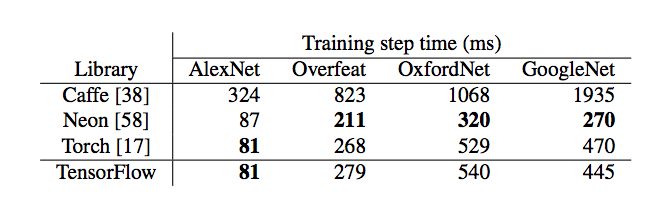 Training step time (ms)
Library AlexNet Overfeat OxfordNet GoogleNet
Caffe [38] 324 823 1068 1935
Neon [58] 87 211 320 270
Torch [17] 81 268 529 470
TensorFlow 81 279 540 445